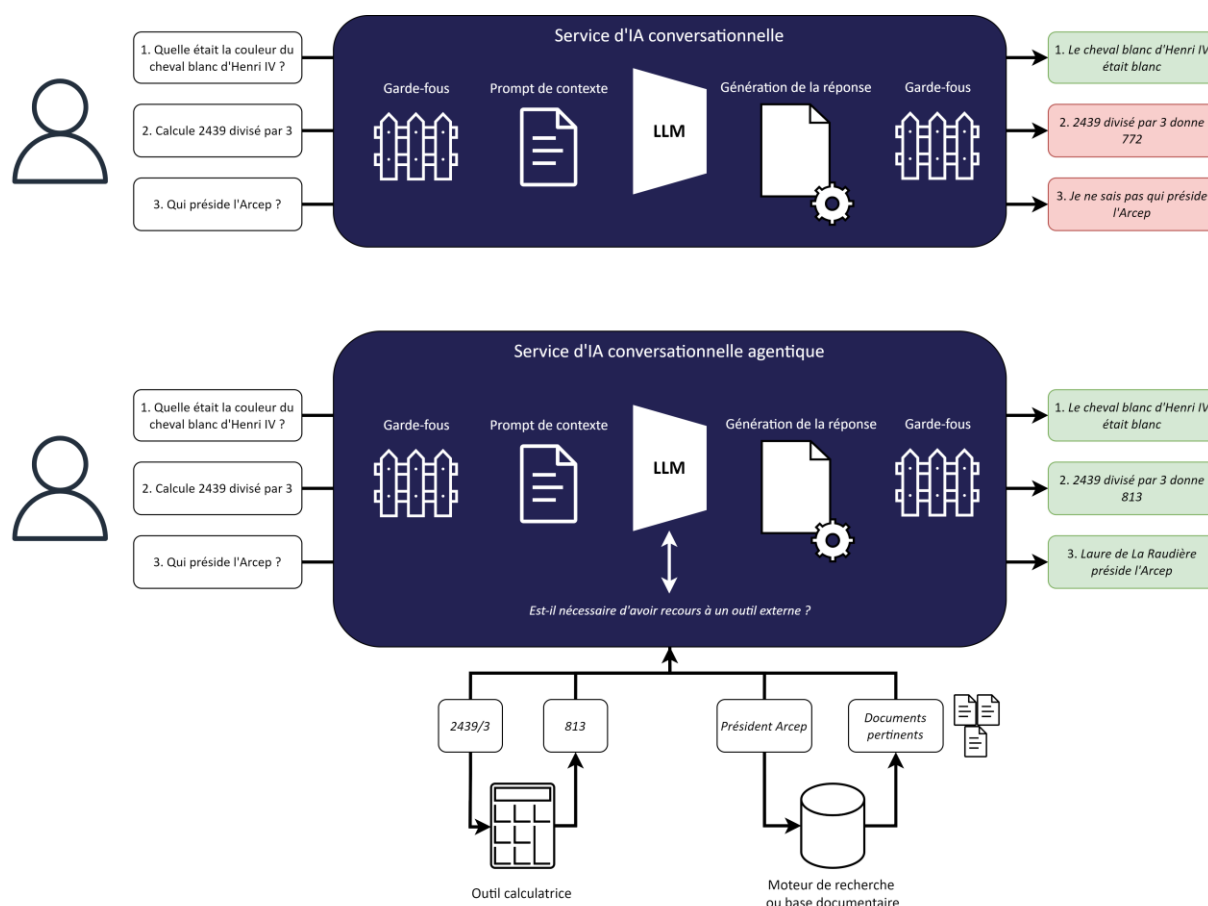 Service d'IA conversationnelle
1. Quelle était la couleur du
cheval blanc d'Henri IV ?
2. Calcule 2439 divisé par 3
3. Qui préside l'Arcep ?
Garde-fous
Prompt de contexte
LLM
Génération de la réponse
Garde-fous
1. Le cheval blanc d'Henri IV
était blanc
2. 2439 divisé par 3 donne
772
3. Je ne sais pas qui préside
l'Arcep
Service d'IA conversationnelle agentique
1. Quelle était la couleur du
cheval blanc d'Henri IV ?
2. Calcule 2439 divisé par 3
3. Qui préside l'Arcep ?
Garde-fous
Prompt de contexte
LLM
Génération de la réponse
Garde-fous
Est-il nécessaire d'avoir recours à un outil externe ?
1. Le cheval blanc d'Henri IV
était blanc
2. 2439 divisé par 3 donne
813
3. Laure de La Raudière
préside l'Arcep
2439/3
813
Président Arcep
Documents
pertinents
Outil calculatrice
Moteur de recherche
ou base documentaire